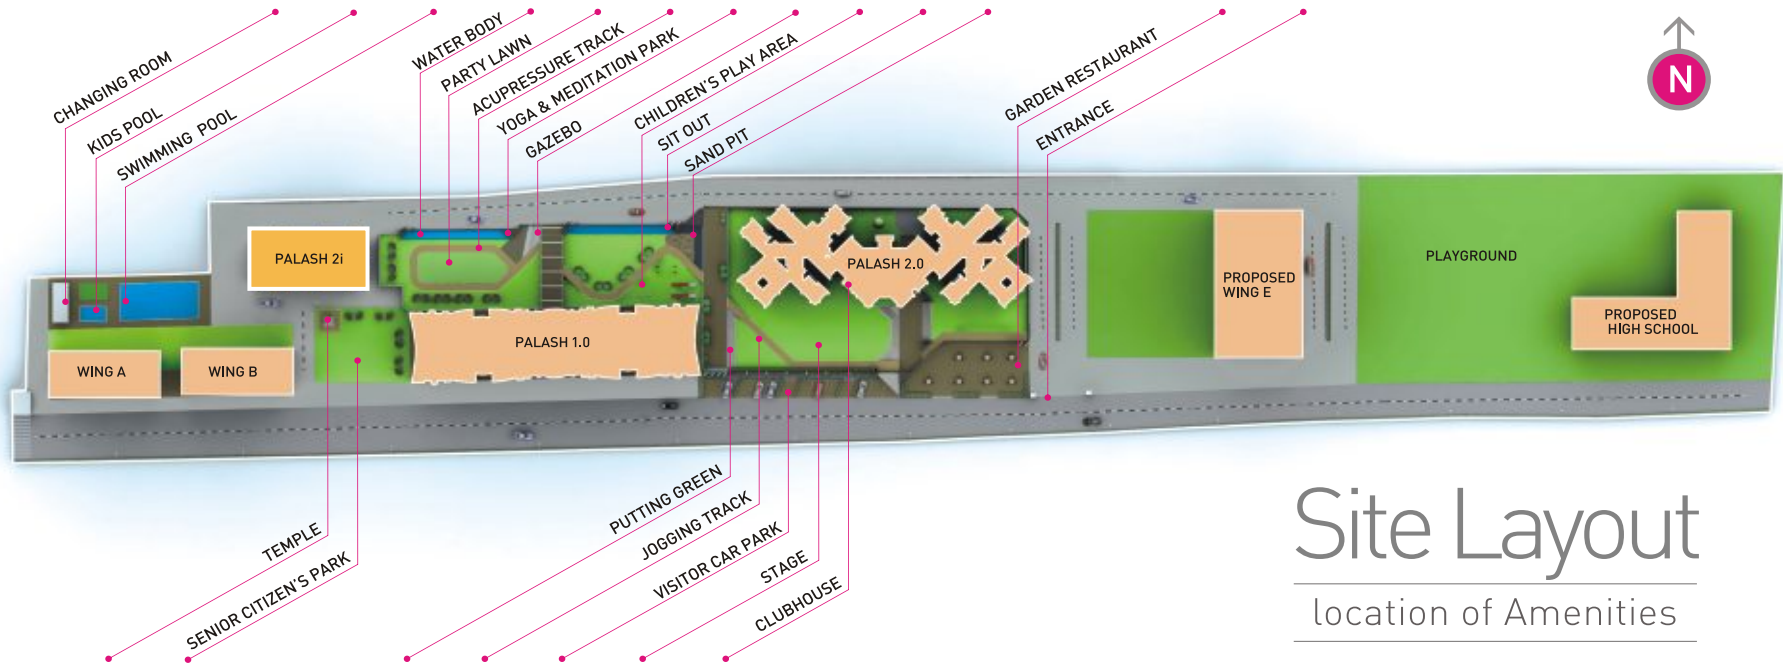 CHANGING ROOM
KIDS POOL
SWIMMING POOL
WATER BODY
PARTY LAWN
ACUPRESSURE TRACK
YOGA & MEDITATION PARK
GAZEBO
CHILDREN'S PLAY AREA
SIT OUT
SAND PIT
GARDEN RESTAURANT
ENTRANCE
N
PALASH 2i
PALASH 2.0
PALASH 1.0
WING A
WING B
PROPOSED
WING E
PLAYGROUND
PROPOSED
HIGH SCHOOL
TEMPLE
SENIOR CITIZEN'S PARK
PUTTING GREEN
JOGGING TRACK
VISITOR CAR PARK
STAGE
CLUBHOUSE
Site Layout
location of Amenities